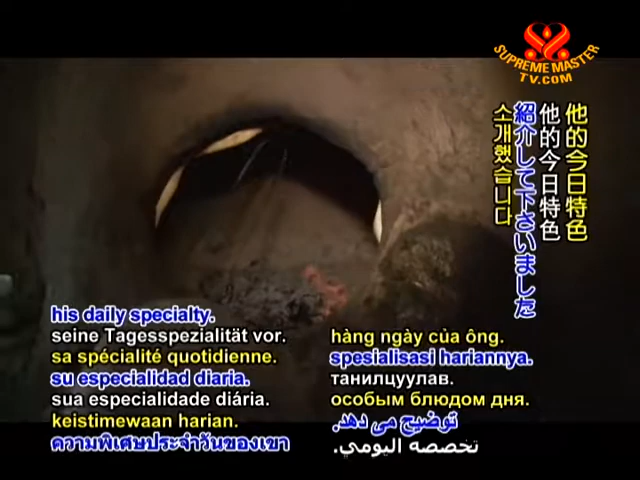 SUPREME MASTER
TV.COM
他的今日特色
他的今日特色
紹介して下さいました
소개했습니다
his daily specialty.
seine Tagesspezialität vor.
sa spécialité quotidienne.
su especialidad diaria.
sua especialidade diária.
keistimewaan harian.
ความพิเศษประจำวันของเขา
hàng ngày của ông.
spesialisasi hariannya.
танилцуулав.
особым блюдом дня.
توضیح می دهد.
تخصصه اليومي.